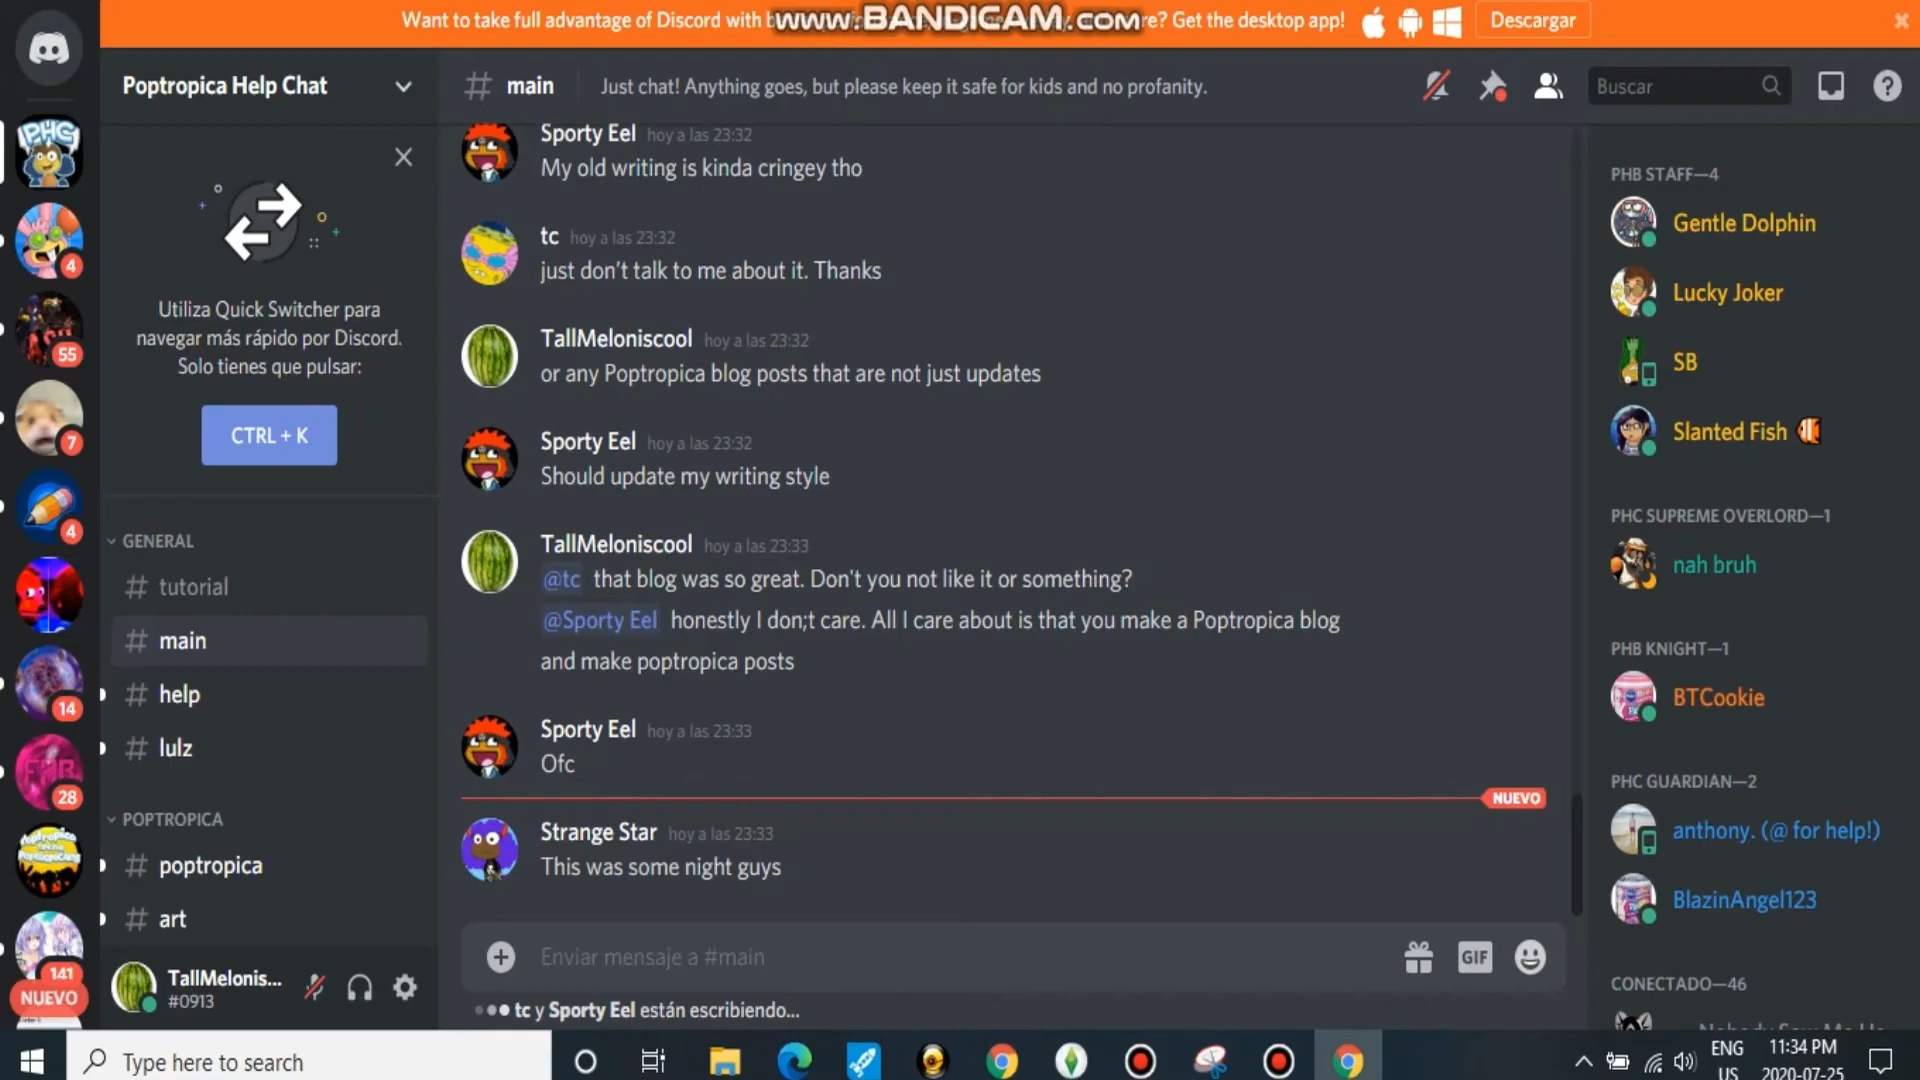 Want to take full advantage of Discord with
www.BANDICAM.com
re? Get the desktop app!
Descargar
Poptropica Help Chat
main
Just chat! Anything goes, but please keep it safe for kids and no profanity.
Buscar
PHC
4
55
7
4
14
28
141
NUEVO
Utiliza Quick Switcher para
navegar más rápido por Discord.
Solo tienes que pulsar:
CTRL + K
GENERAL
# tutorial
# main
# help
# lulz
POPTROPICA
# poptropica
# art
TallMelonis...
#0913
Sporty Eel hoy a las 23:32
My old writing is kinda cringey tho
tc hoy a las 23:32
just don't talk to me about it. Thanks
TallMeloniscool hoy a las 23:32
or any Poptropica blog posts that are not just updates
Sporty Eel hoy a las 23:32
Should update my writing style
TallMeloniscool hoy a las 23:33
@tc that blog was so great. Don't you not like it or something?
@Sporty Eel honestly I don;t care. All I care about is that you make a Poptropica blog
and make poptropica posts
Sporty Eel hoy a las 23:33
Ofc
NUEVO
Strange Star hoy a las 23:33
This was some night guys
Enviar mensaje a #main
GIF
tc y Sporty Eel están escribiendo...
PHB STAFF—4
Gentle Dolphin
Lucky Joker
SB
Slanted Fish
PHC SUPREME OVERLORD—1
nah bruh
PHB KNIGHT—1
BTCookie
PHC GUARDIAN—2
anthony. (@ for help!)
BlazinAngel123
CONECTADO—46
Type here to search
ENG
US
11:34 PM
2020-07-25